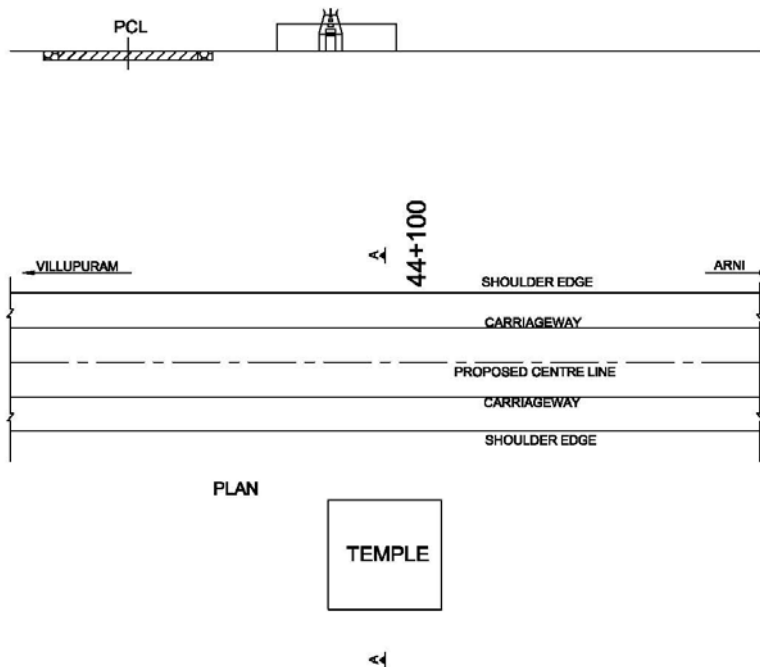 PCL
A
44+100
VILLUPURAM
ARNI
SHOULDER EDGE
CARRIAGEWAY
PROPOSED CENTRE LINE
CARRIAGEWAY
SHOULDER EDGE
PLAN
TEMPLE
A